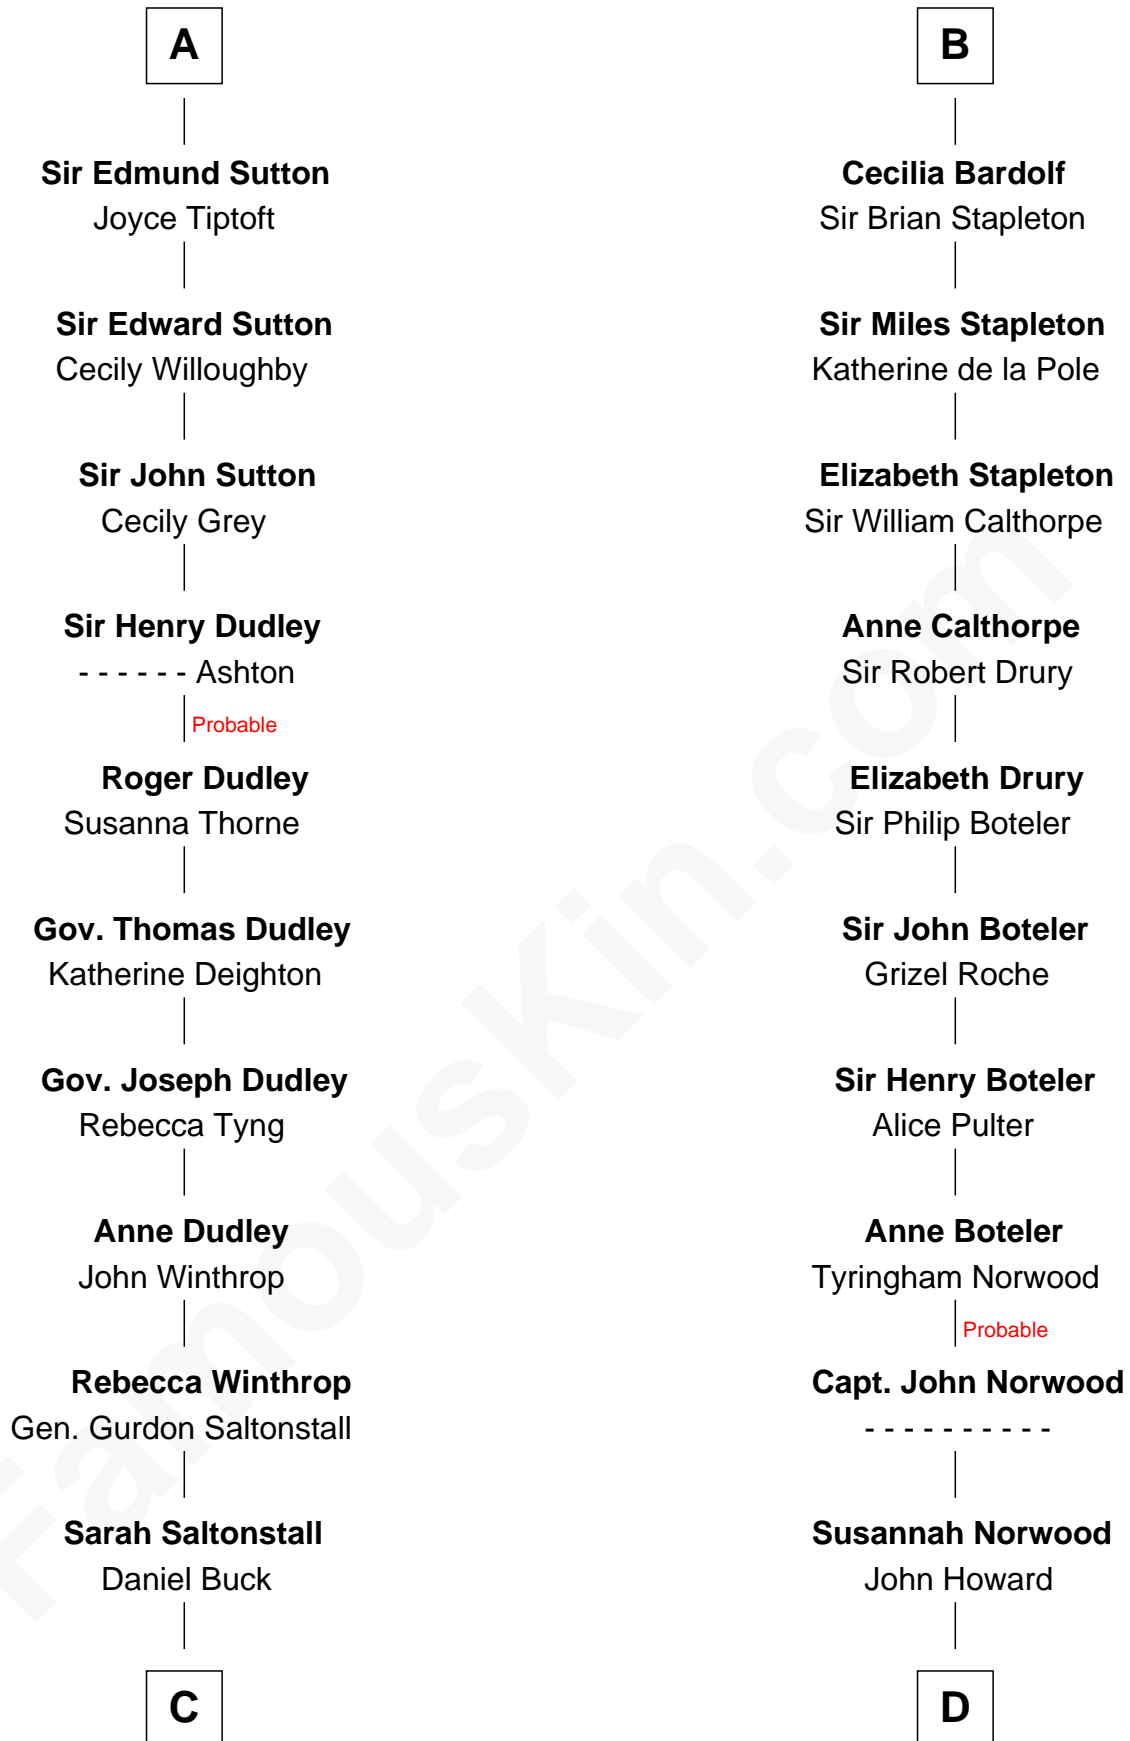 A
Sir Edmund Sutton
Joyce Tiptoft
Sir Edward Sutton
Cecily Willoughby
Sir John Sutton
Cecily Grey
Sir Henry Dudley
- - - - - - Ashton
Probable
Roger Dudley
Susanna Thorne
Gov. Thomas Dudley
Katherine Deighton
Gov. Joseph Dudley
Rebecca Tyng
Anne Dudley
John Winthrop
Rebecca Winthrop
Gen. Gurdon Saltonstall
Sarah Saltonstall
Daniel Buck
C
B
Cecilia Bardolf
Sir Brian Stapleton
Sir Miles Stapleton
Katherine de la Pole
Elizabeth Stapleton
Sir William Calthorpe
Anne Calthorpe
Sir Robert Drury
Elizabeth Drury
Sir Philip Boteler
Sir John Boteler
Grizel Roche
Sir Henry Boteler
Alice Pulter
Anne Boteler
Tyringham Norwood
Probable
Capt. John Norwood
- - - - - - - - - -
Susannah Norwood
John Howard
D
FamousKin.com